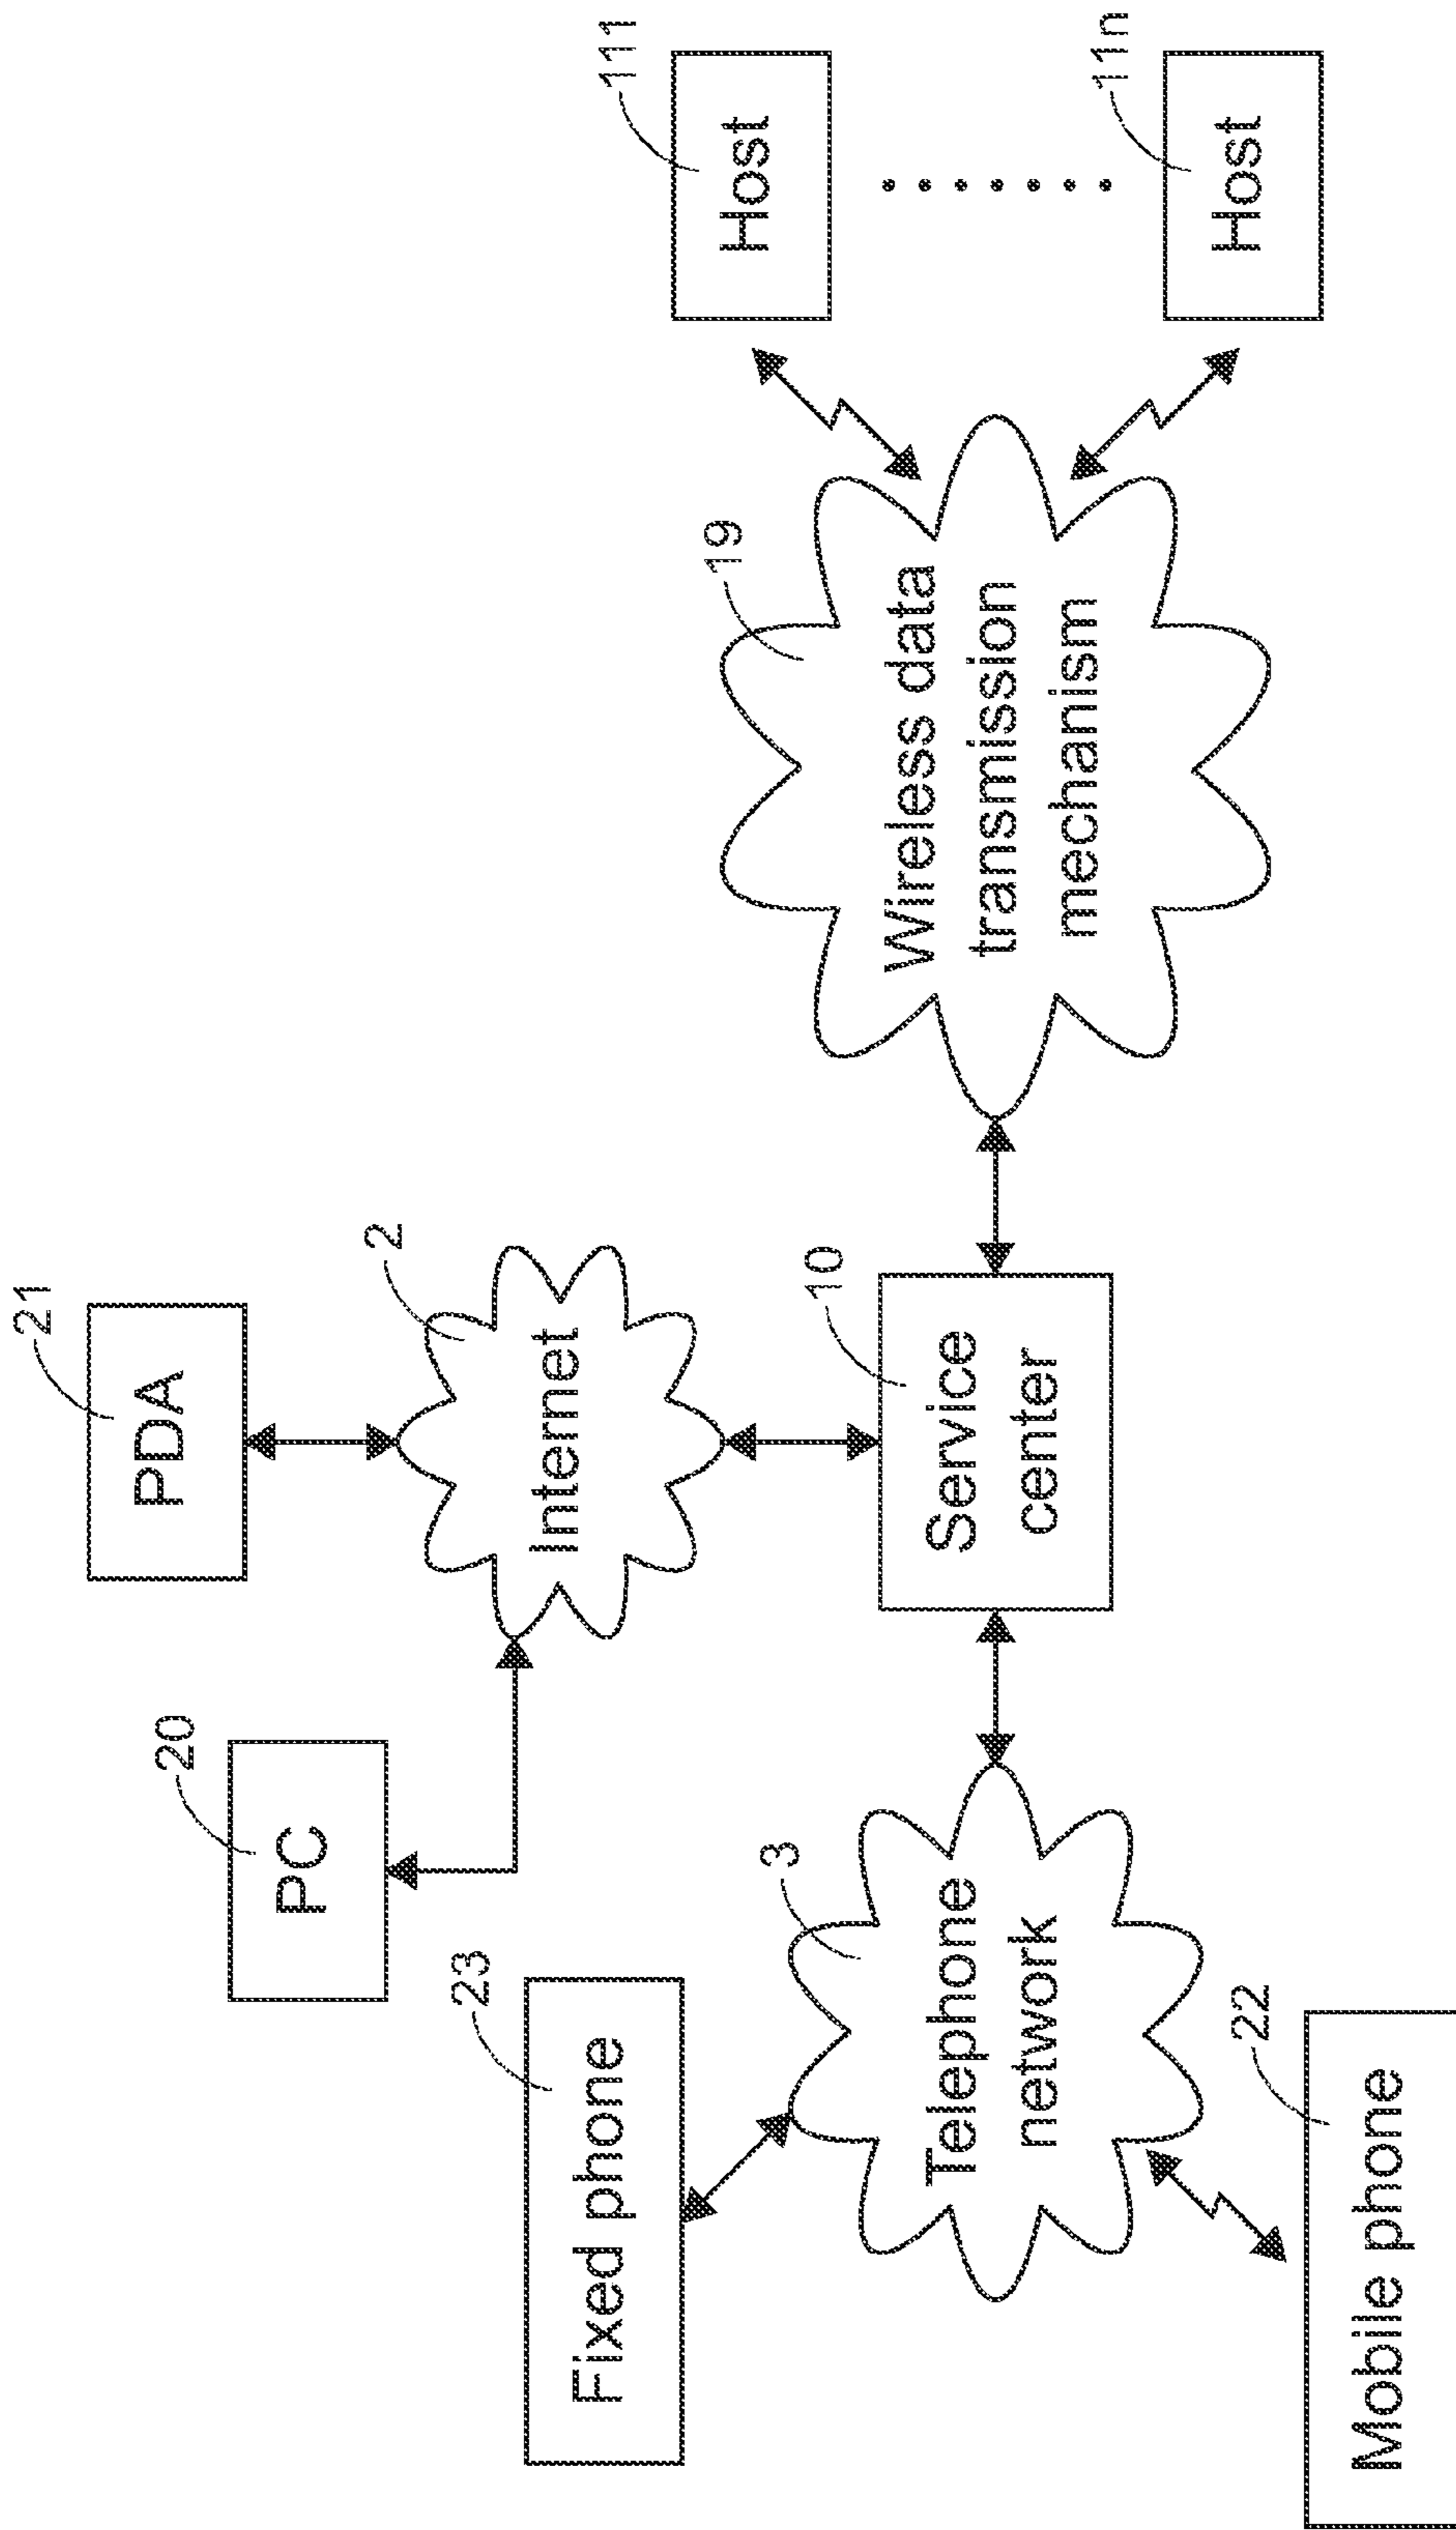 21
PDA
20
PC
2
Internet
23
Fixed phone
3
Telephone
network
10
Service
center
19
Wireless data
transmission
mechanism
111
Host
11n
Host
22
Mobile phone